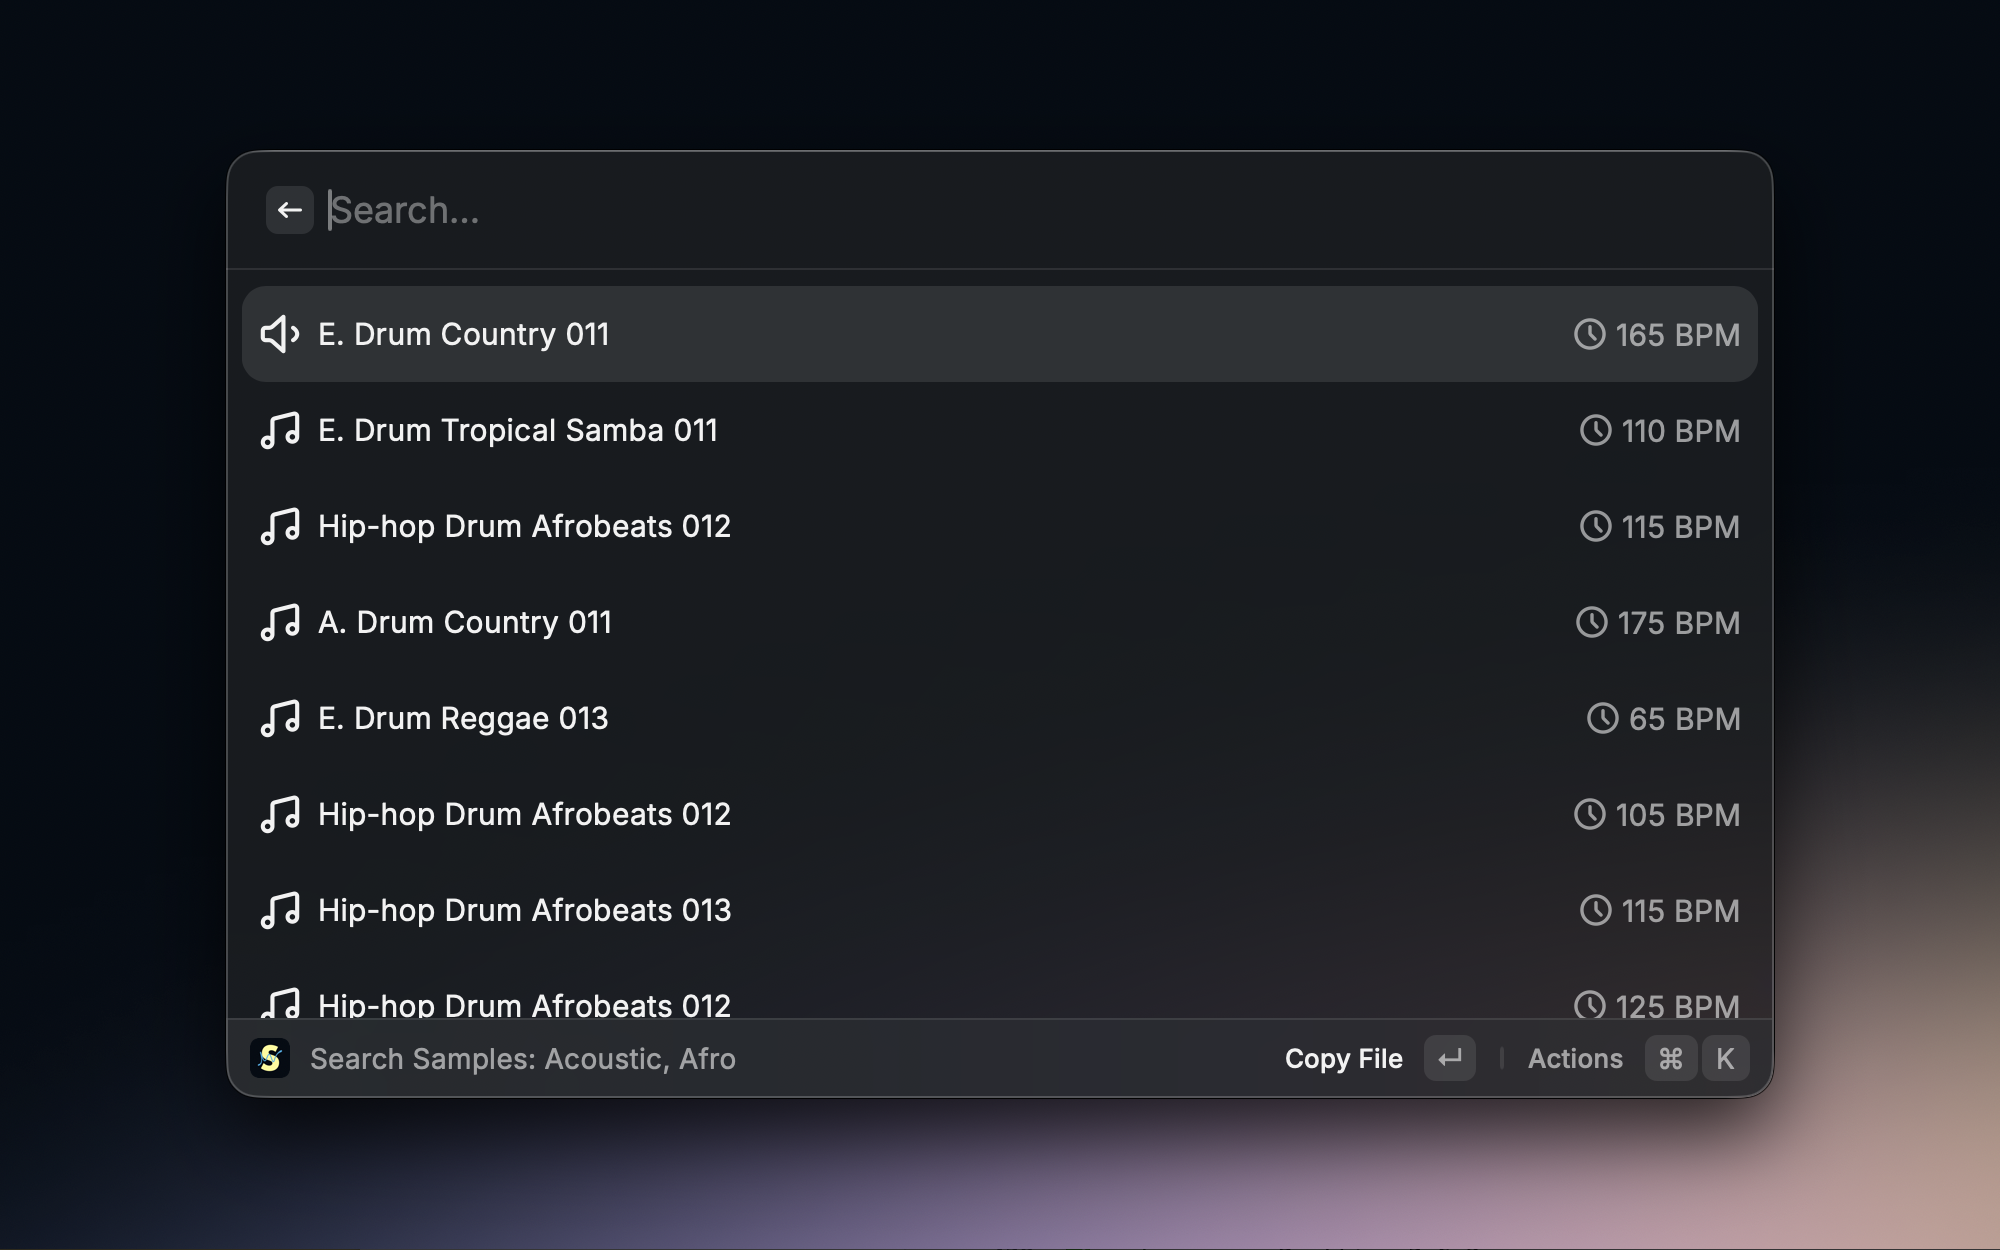 Search...
E. Drum Country 011 165 BPM
E. Drum Tropical Samba 011 110 BPM
Hip-hop Drum Afrobeats 012 115 BPM
A. Drum Country 011 175 BPM
E. Drum Reggae 013 65 BPM
Hip-hop Drum Afrobeats 012 105 BPM
Hip-hop Drum Afrobeats 013 115 BPM
Hip-hop Drum Afrobeats 012 125 BPM
S Search Samples: Acoustic, Afro Copy File ↵ | Actions ⌘ K